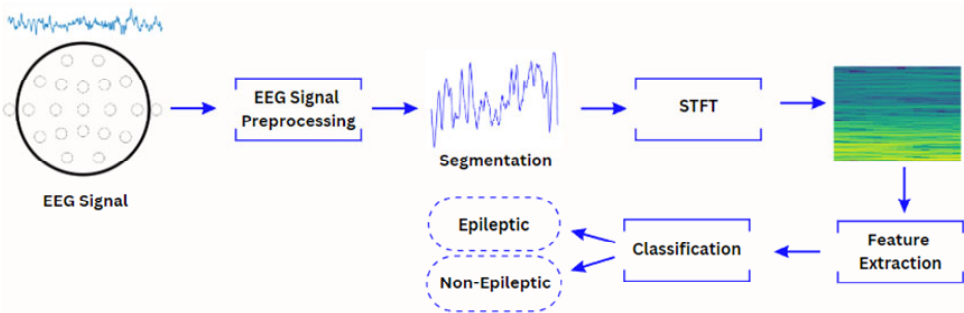 EEG Signal
EEG Signal
Preprocessing
Segmentation
STFT
Feature
Extraction
Classification
Epileptic
Non-Epileptic